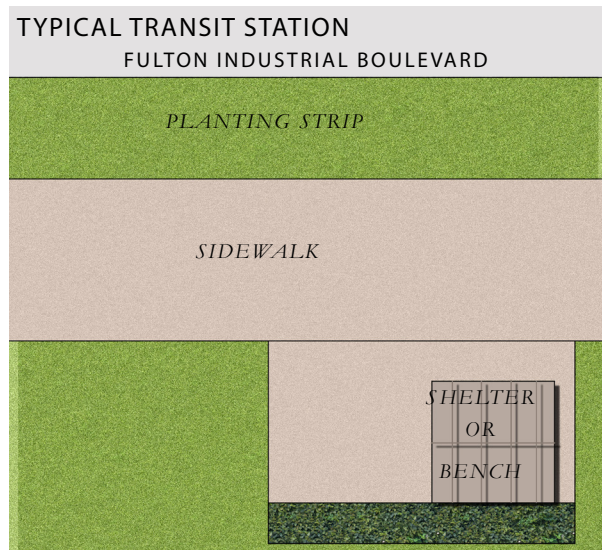 TYPICAL TRANSIT STATION
FULTON INDUSTRIAL BOULEVARD
PLANTING STRIP
SIDEWALK
SHELTER
OR
BENCH